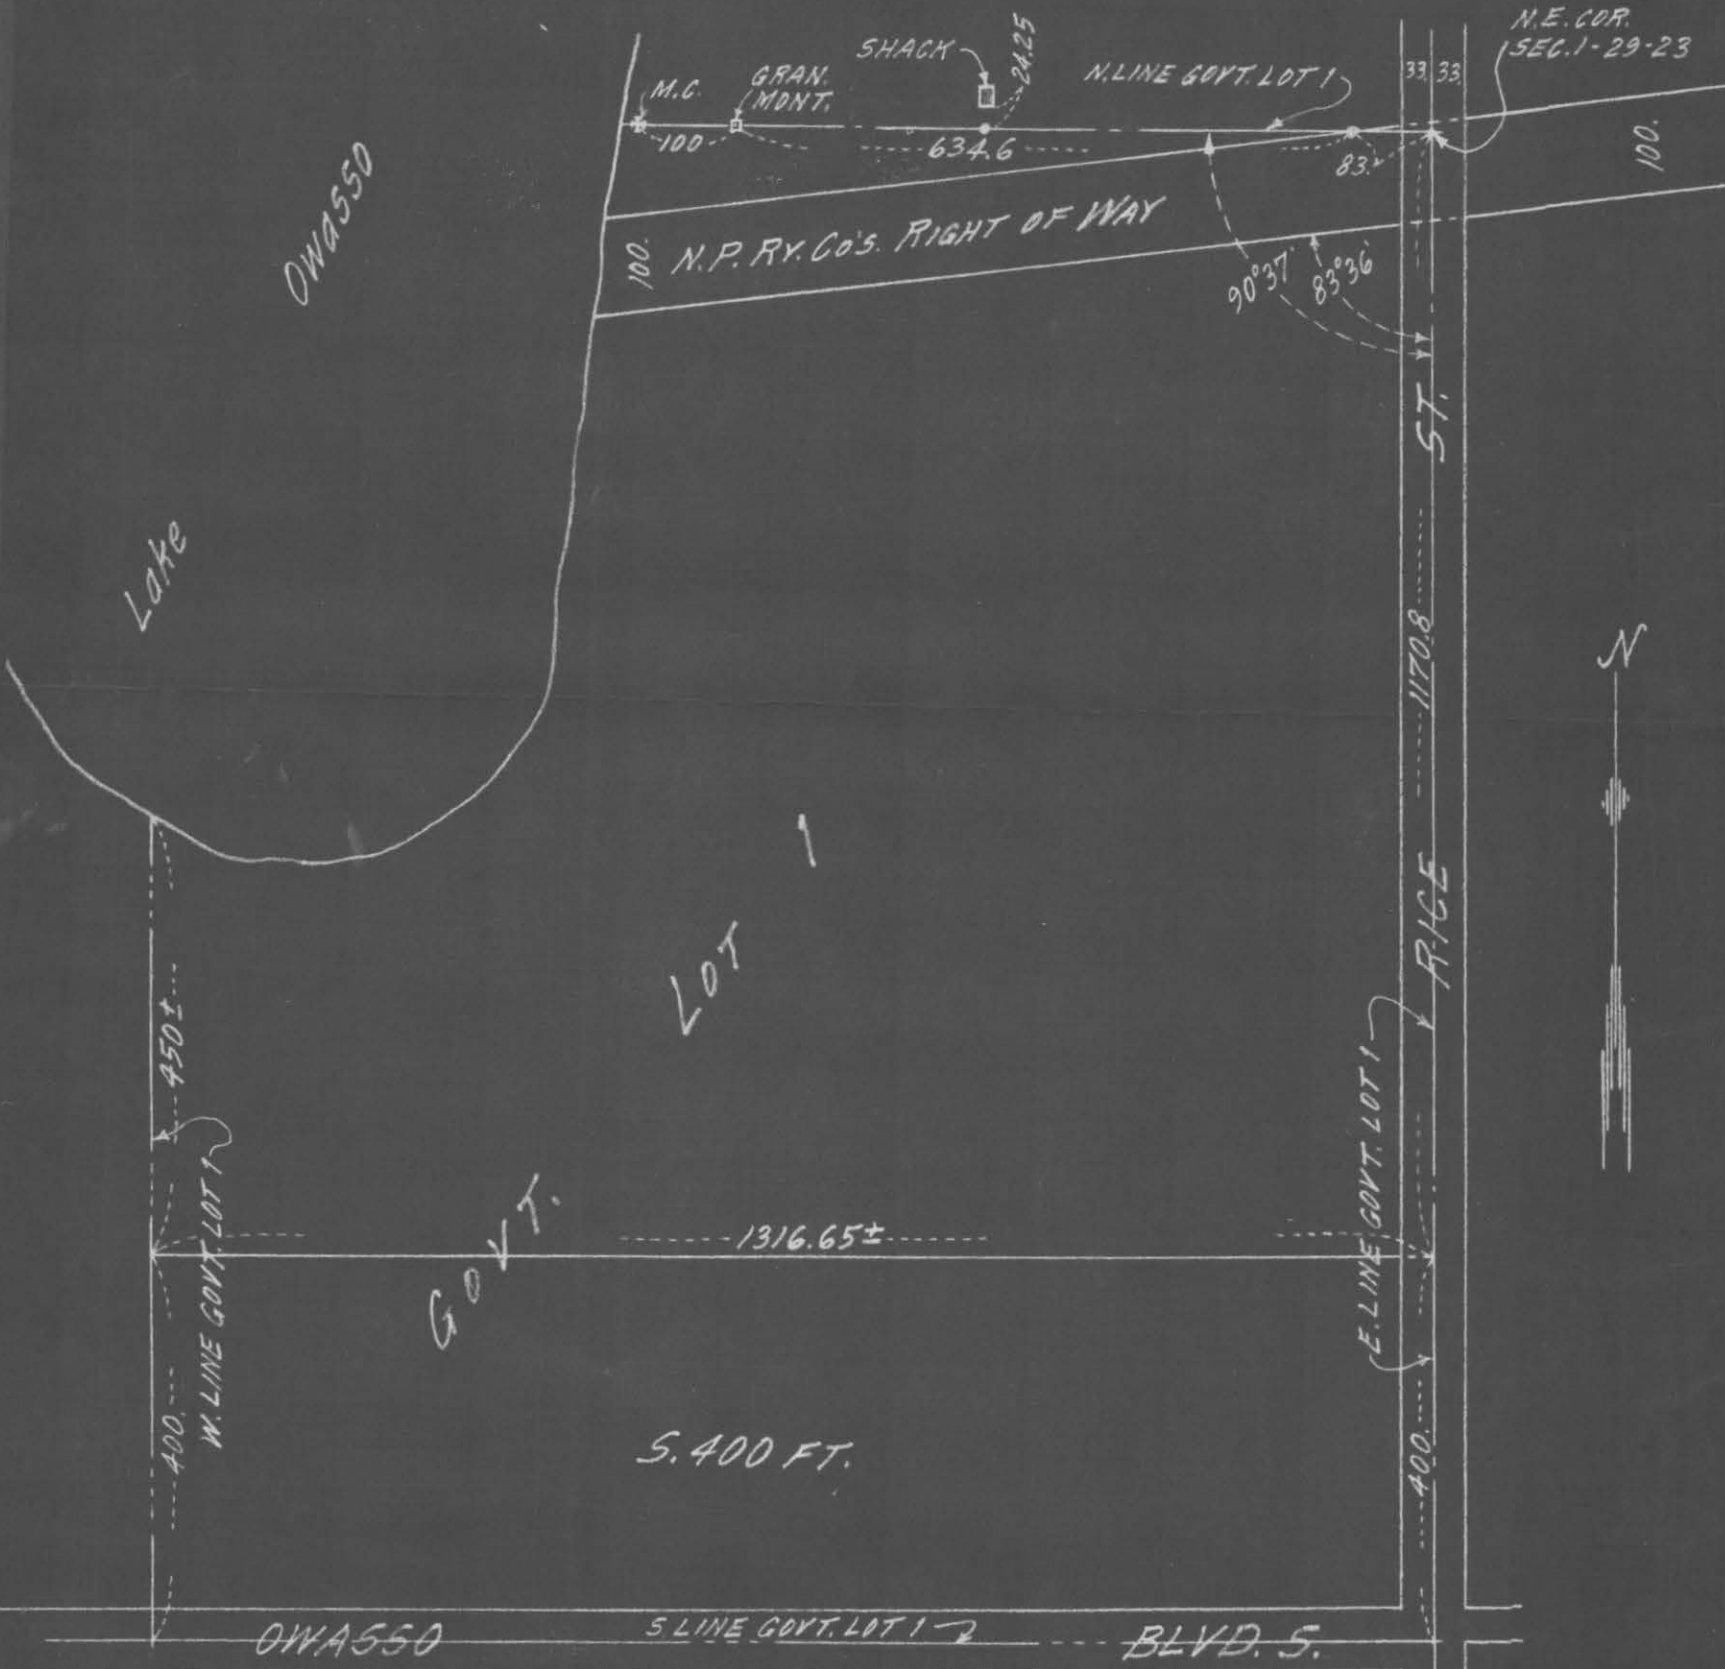 N.E. COR.
SEC. 1-29-23
SHACK
24.25
N. LINE GOVT. LOT 1
33. 33.
M.C.
GRAN.
MONT.
100
634.6
83.
100.
100.
N.P. RY. CO'S. RIGHT OF WAY
90°37'
83°36'
Lake Owasso
RICE ST.
1170.8
N
GOVT. LOT 1
450±
W. LINE GOVT. LOT 1
1316.65±
E. LINE GOVT. LOT 1
400.
S. 400 FT.
400.
S LINE GOVT. LOT 1
OWASSO BLVD. S.